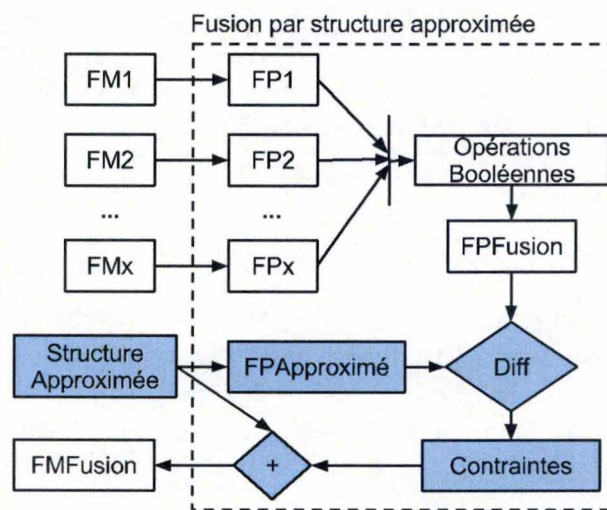 Fusion par structure approximée
FM1
FP1
FM2
FP2
Opérations
Booléennes
...
...
FPFusion
FMx
FPx
Structure
Approximée
FPApproximé
Diff
FMFusion
+
Contraintes